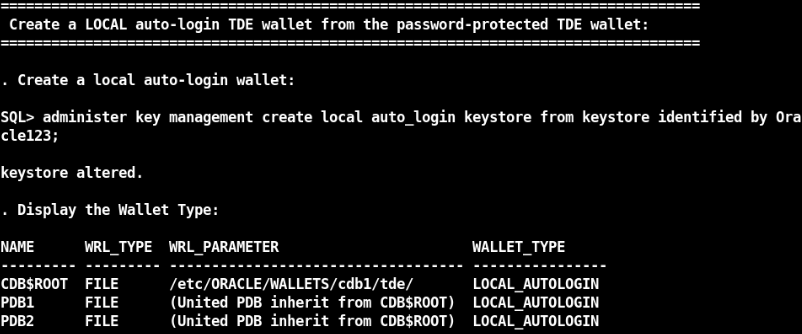 ===================================================================================
 Create a LOCAL auto-login TDE wallet from the password-protected TDE wallet:
===================================================================================
. Create a local auto-login wallet:
SQL> administer key management create local auto_login keystore from keystore identified by Ora
cle123;
keystore altered.
. Display the Wallet Type:
NAME      WRL_TYPE  WRL_PARAMETER                       WALLET_TYPE
--------- --------- ----------------------------------- ----------------
CDB$ROOT  FILE      /etc/ORACLE/WALLETS/cdb1/tde/       LOCAL_AUTOLOGIN
PDB1      FILE      (United PDB inherit from CDB$ROOT)  LOCAL_AUTOLOGIN
PDB2      FILE      (United PDB inherit from CDB$ROOT)  LOCAL_AUTOLOGIN